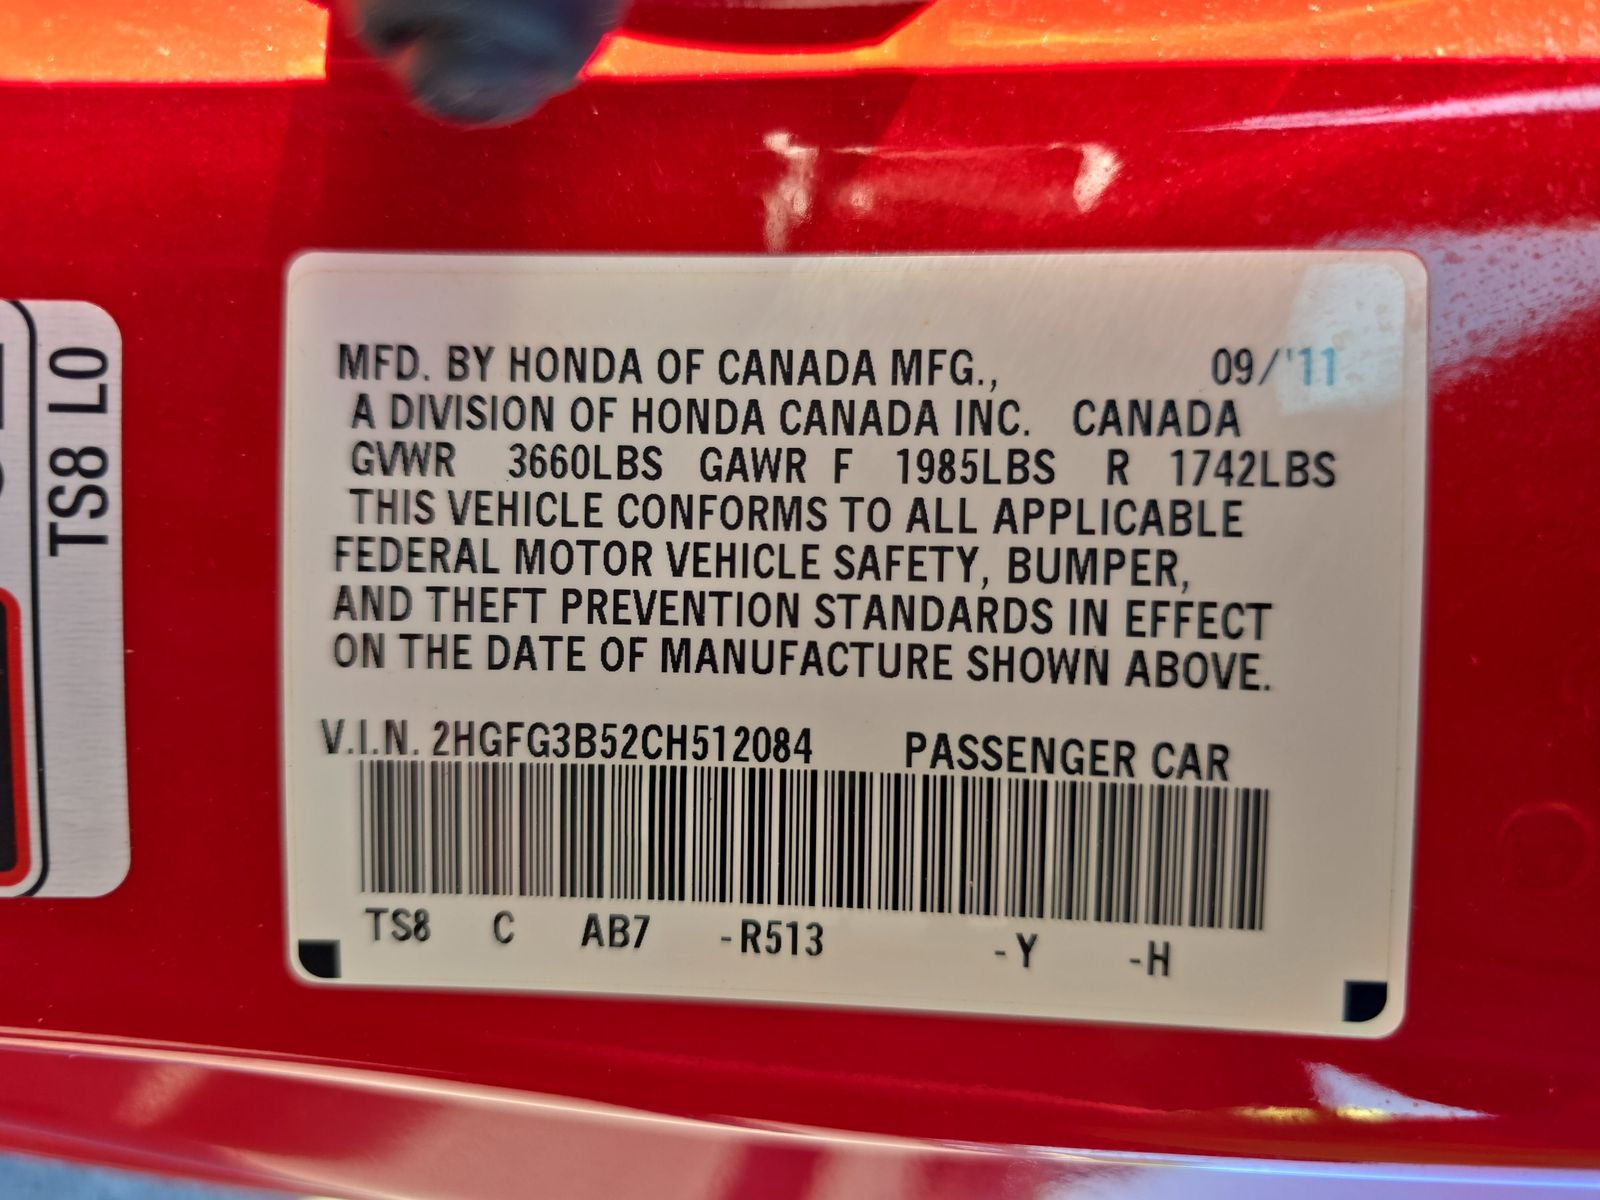 MFD. BY HONDA OF CANADA MFG., 09/'11
A DIVISION OF HONDA CANADA INC. CANADA
GVWR 3660LBS GAWR F 1985LBS R 1742LBS
THIS VEHICLE CONFORMS TO ALL APPLICABLE
FEDERAL MOTOR VEHICLE SAFETY, BUMPER,
AND THEFT PREVENTION STANDARDS IN EFFECT
ON THE DATE OF MANUFACTURE SHOWN ABOVE.
V.I.N. 2HGFG3B52CH512084 PASSENGER CAR
TS8 C AB7 -R513 -Y -H
TS8 L0